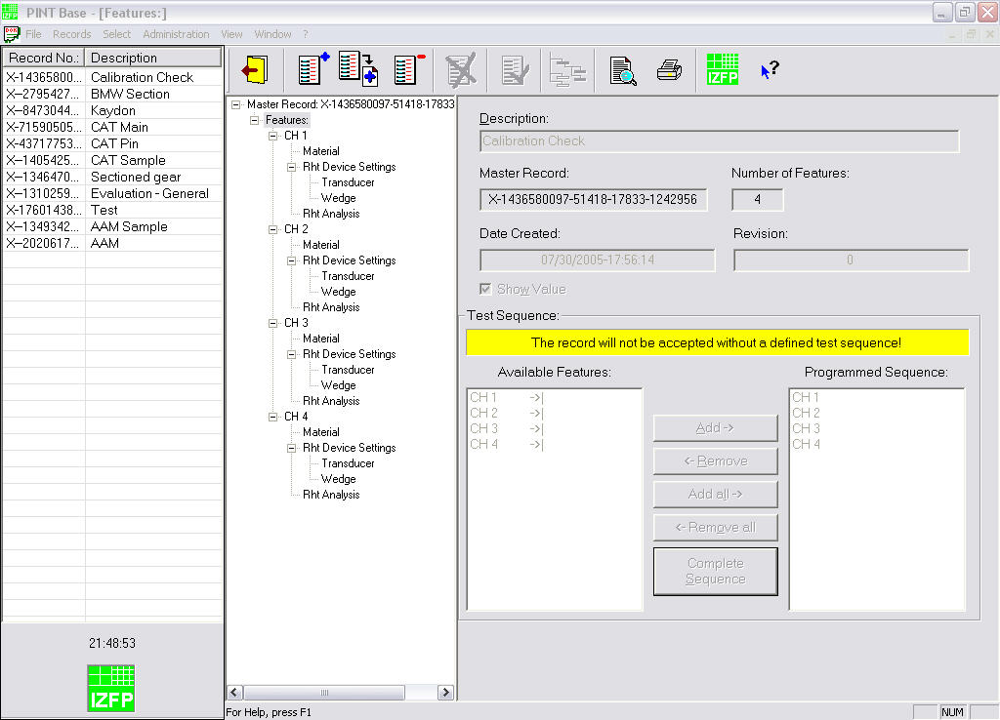 PINT Base - [Features:]
File Records Select Administration View Window ?
Record No.: Description
X-14365800... Calibration Check
X--2795427... BMW Section
X--8473044... Kaydon
X-71590505... CAT Main
X-43717753... CAT Pin
X--1405425... CAT Sample
X--1346470... Sectioned gear
X--1310259... Evaluation - General
X-17601438... Test
X--1349342... AAM Sample
X--2020617... AAM
21:48:53
IZFP
IZFP
Master Record: X-1436580097-51418-17833
Features:
CH 1
Material
Rht Device Settings
Transducer
Wedge
Rht Analysis
CH 2
Material
Rht Device Settings
Transducer
Wedge
Rht Analysis
CH 3
Material
Rht Device Settings
Transducer
Wedge
Rht Analysis
CH 4
Material
Rht Device Settings
Transducer
Wedge
Rht Analysis
Description:
Calibration Check
Master Record: Number of Features:
X-1436580097-51418-17833-1242956 4
Date Created: Revision:
07/30/2005-17:56:14 0
Show Value
Test Sequence:
The record will not be accepted without a defined test sequence!
Available Features: Programmed Sequence:
CH 1 ->| CH 1
CH 2 ->| CH 2
CH 3 ->| CH 3
CH 4 ->| CH 4
Add ->
<- Remove
Add all ->
<- Remove all
Complete
Sequence
For Help, press F1
NUM